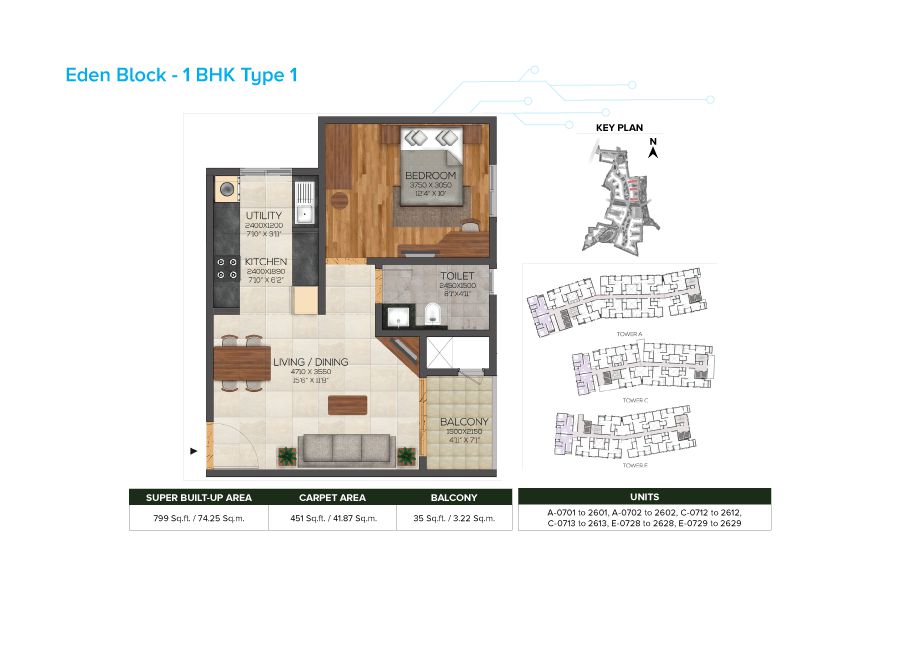 Eden Block - 1 BHK Type 1
KEY PLAN
N
BEDROOM
3750 X 3050
12'4" X 10'
UTILITY
2400X1200
7'10" X 3'11"
KITCHEN
2400X1890
7'10" X 6'2"
TOILET
2450X1500
8'1"X4'11"
LIVING / DINING
4710 X 3550
15'6" X 11'8"
BALCONY
1500X2150
4'11" X 7'1"
TOWER A
TOWER C
TOWER E
SUPER BUILT-UP AREA CARPET AREA BALCONY
799 Sq.ft. / 74.25 Sq.m. 451 Sq.ft. / 41.87 Sq.m. 35 Sq.ft. / 3.22 Sq.m.
UNITS
A-0701 to 2601, A-0702 to 2602, C-0712 to 2612,
C-0713 to 2613, E-0728 to 2628, E-0729 to 2629